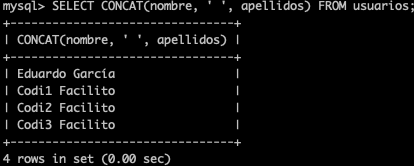 mysql> SELECT CONCAT(nombre, ' ', apellidos) FROM usuarios;
+--------------------------------+
| CONCAT(nombre, ' ', apellidos) |
+--------------------------------+
| Eduardo García                 |
| Codi1 Facilito                 |
| Codi2 Facilito                 |
| Codi3 Facilito                 |
+--------------------------------+
4 rows in set (0.00 sec)